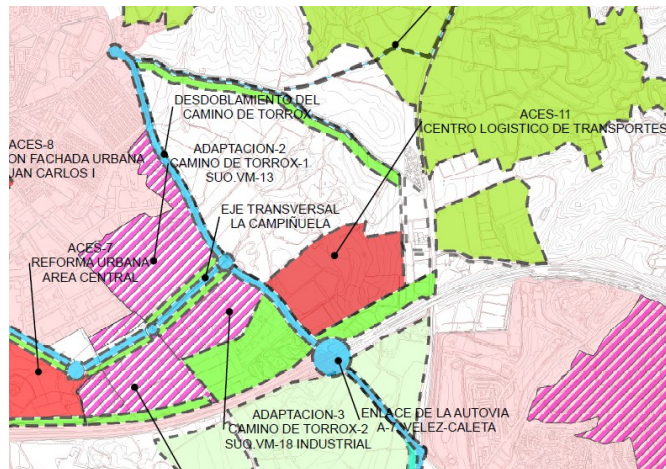 DESDOBLAMIENTO DEL
CAMINO DE TORROX
ACES-11
CENTRO LOGISTICO DE TRANSPORTES
ACES-8
ON FACHADA URBANA
JAN CARLOS I
ADAPTACION-2
CAMINO DE TORROX-1
SUO.VM-13
EJE TRANSVERSAL
LA CAMPIÑUELA
ACES-7
REFORMA URBANA
AREA CENTRAL
ADAPTACION-3
CAMINO DE TORROX-2
SUO.VM-18 INDUSTRIAL
ENLACE DE LA AUTOVIA
A-7. VELEZ-CALETA